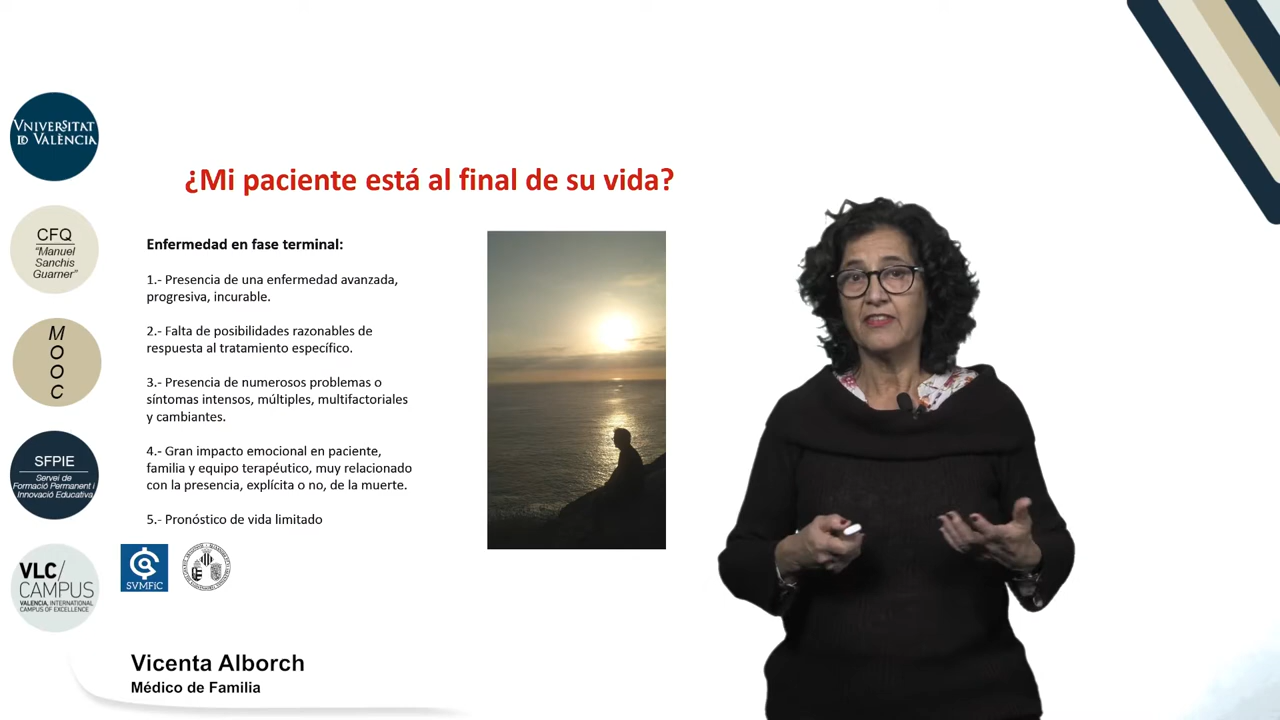 VNIVERSITAT
ID VALÈNCIA
CFQ
"Manuel
Sanchis
Guarner"
M
O
O
C
SFPIE
Servei de
Formació Permanent i
Innovació Educativa
VLC/
CAMPUS
VALENCIA, INTERNATIONAL
CAMPUS OF EXCELLENCE
¿Mi paciente está al final de su vida?
Enfermedad en fase terminal:
1.- Presencia de una enfermedad avanzada,
progresiva, incurable.
2.- Falta de posibilidades razonables de
respuesta al tratamiento específico.
3.- Presencia de numerosos problemas o
síntomas intensos, múltiples, multifactoriales
y cambiantes.
4.- Gran impacto emocional en paciente,
familia y equipo terapéutico, muy relacionado
con la presencia, explícita o no, de la muerte.
5.- Pronóstico de vida limitado
SVMFiC
Vicenta Alborch
Médico de Familia